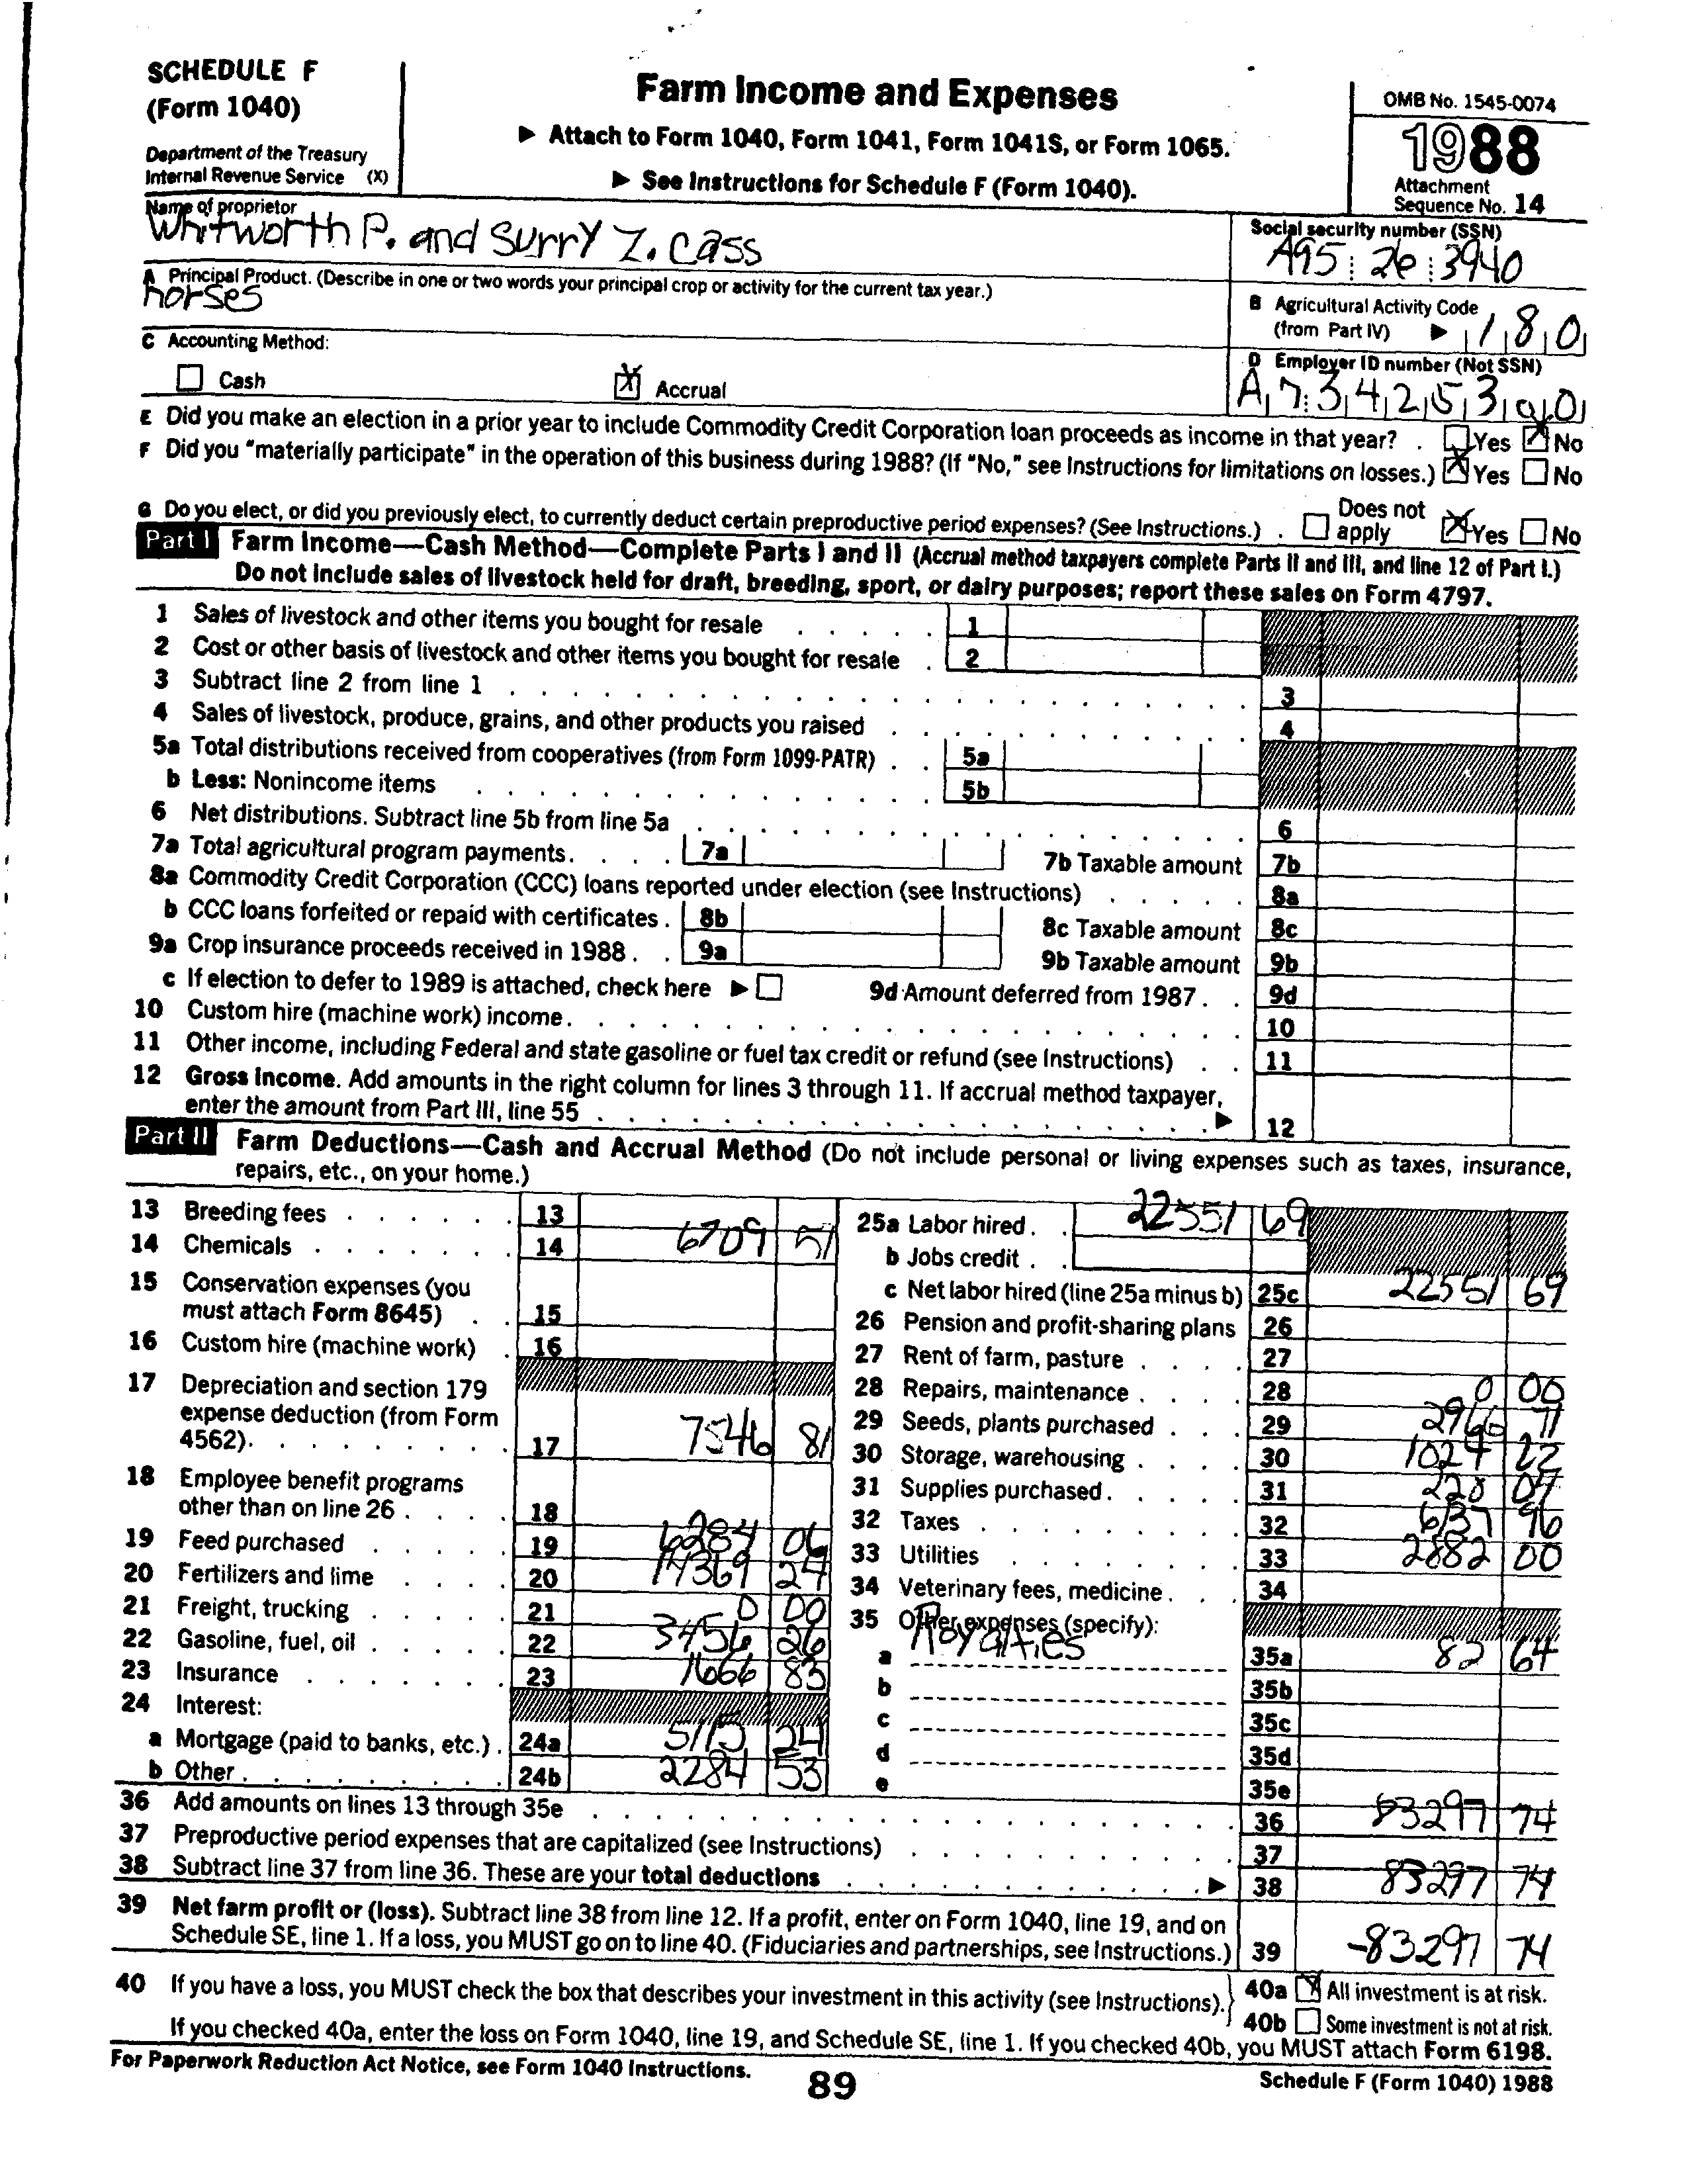 SCHEDULE F
(Form 1040)
Department of the Treasury
Internal Revenue Service (X)
Farm Income and Expenses
▶ Attach to Form 1040, Form 1041, Form 1041S, or Form 1065.
▶ See Instructions for Schedule F (Form 1040).
OMB No. 1545-0074
1988
Attachment
Sequence No. 14
Name of proprietor
Whitworth P. and Surry Z. Cass
Social security number (SSN)
A95 26 3940
A Principal Product. (Describe in one or two words your principal crop or activity for the current tax year.)
horses
B Agricultural Activity Code
(from Part IV) ▶ 1 8 0
C Accounting Method:
Cash
X Accrual
D Employer ID number (Not SSN)
A 7 3 4 2 5 3 0 0
E Did you make an election in a prior year to include Commodity Credit Corporation loan proceeds as income in that year? . Yes X No
F Did you "materially participate" in the operation of this business during 1988? (If "No," see Instructions for limitations on losses.) X Yes No
G Do you elect, or did you previously elect, to currently deduct certain preproductive period expenses? (See Instructions.) . Does not apply X Yes No
Part I Farm Income—Cash Method—Complete Parts I and II (Accrual method taxpayers complete Parts II and III, and line 12 of Part I.)
Do not include sales of livestock held for draft, breeding, sport, or dairy purposes; report these sales on Form 4797.
1 Sales of livestock and other items you bought for resale 1
2 Cost or other basis of livestock and other items you bought for resale 2
3 Subtract line 2 from line 1 3
4 Sales of livestock, produce, grains, and other products you raised 4
5a Total distributions received from cooperatives (from Form 1099-PATR) 5a
b Less: Nonincome items 5b
6 Net distributions. Subtract line 5b from line 5a 6
7a Total agricultural program payments. 7a 7b Taxable amount 7b
8a Commodity Credit Corporation (CCC) loans reported under election (see Instructions) 8a
b CCC loans forfeited or repaid with certificates . 8b 8c Taxable amount 8c
9a Crop insurance proceeds received in 1988 . 9a 9b Taxable amount 9b
c If election to defer to 1989 is attached, check here ▶ 9d Amount deferred from 1987 . 9d
10 Custom hire (machine work) income. 10
11 Other income, including Federal and state gasoline or fuel tax credit or refund (see Instructions) 11
12 Gross Income. Add amounts in the right column for lines 3 through 11. If accrual method taxpayer,
enter the amount from Part III, line 55 ▶ 12
Part II Farm Deductions—Cash and Accrual Method (Do not include personal or living expenses such as taxes, insurance,
repairs, etc., on your home.)
13 Breeding fees 13 6709 51
14 Chemicals 14
15 Conservation expenses (you
must attach Form 8645) 15
16 Custom hire (machine work) 16
17 Depreciation and section 179
expense deduction (from Form
4562). 17 7546 81
18 Employee benefit programs
other than on line 26 18
19 Feed purchased 19 6284 06
20 Fertilizers and lime 20 14369 24
21 Freight, trucking 21 0 00
22 Gasoline, fuel, oil 22 3456 26
23 Insurance 23 1666 83
24 Interest:
a Mortgage (paid to banks, etc.) . 24a 5115 24
b Other 24b 2284 53
25a Labor hired 22551 69
b Jobs credit
c Net labor hired (line 25a minus b) 25c 22551 69
26 Pension and profit-sharing plans 26
27 Rent of farm, pasture 27
28 Repairs, maintenance 28 0 00
29 Seeds, plants purchased 29 2966 71
30 Storage, warehousing 30 1024 22
31 Supplies purchased. 31 220 07
32 Taxes 32 6137 96
33 Utilities 33 2882 00
34 Veterinary fees, medicine 34
35 Other expenses (specify):
a Royalties 35a 82 64
b 35b
c 35c
d 35d
e 35e
36 Add amounts on lines 13 through 35e 36 83297 74
37 Preproductive period expenses that are capitalized (see Instructions) 37
38 Subtract line 37 from line 36. These are your total deductions ▶ 38 83297 74
39 Net farm profit or (loss). Subtract line 38 from line 12. If a profit, enter on Form 1040, line 19, and on
Schedule SE, line 1. If a loss, you MUST go on to line 40. (Fiduciaries and partnerships, see Instructions.) 39 -83297 74
40 If you have a loss, you MUST check the box that describes your investment in this activity (see Instructions). 40a X All investment is at risk.
40b Some investment is not at risk.
If you checked 40a, enter the loss on Form 1040, line 19, and Schedule SE, line 1. If you checked 40b, you MUST attach Form 6198.
For Paperwork Reduction Act Notice, see Form 1040 Instructions.
89
Schedule F (Form 1040) 1988